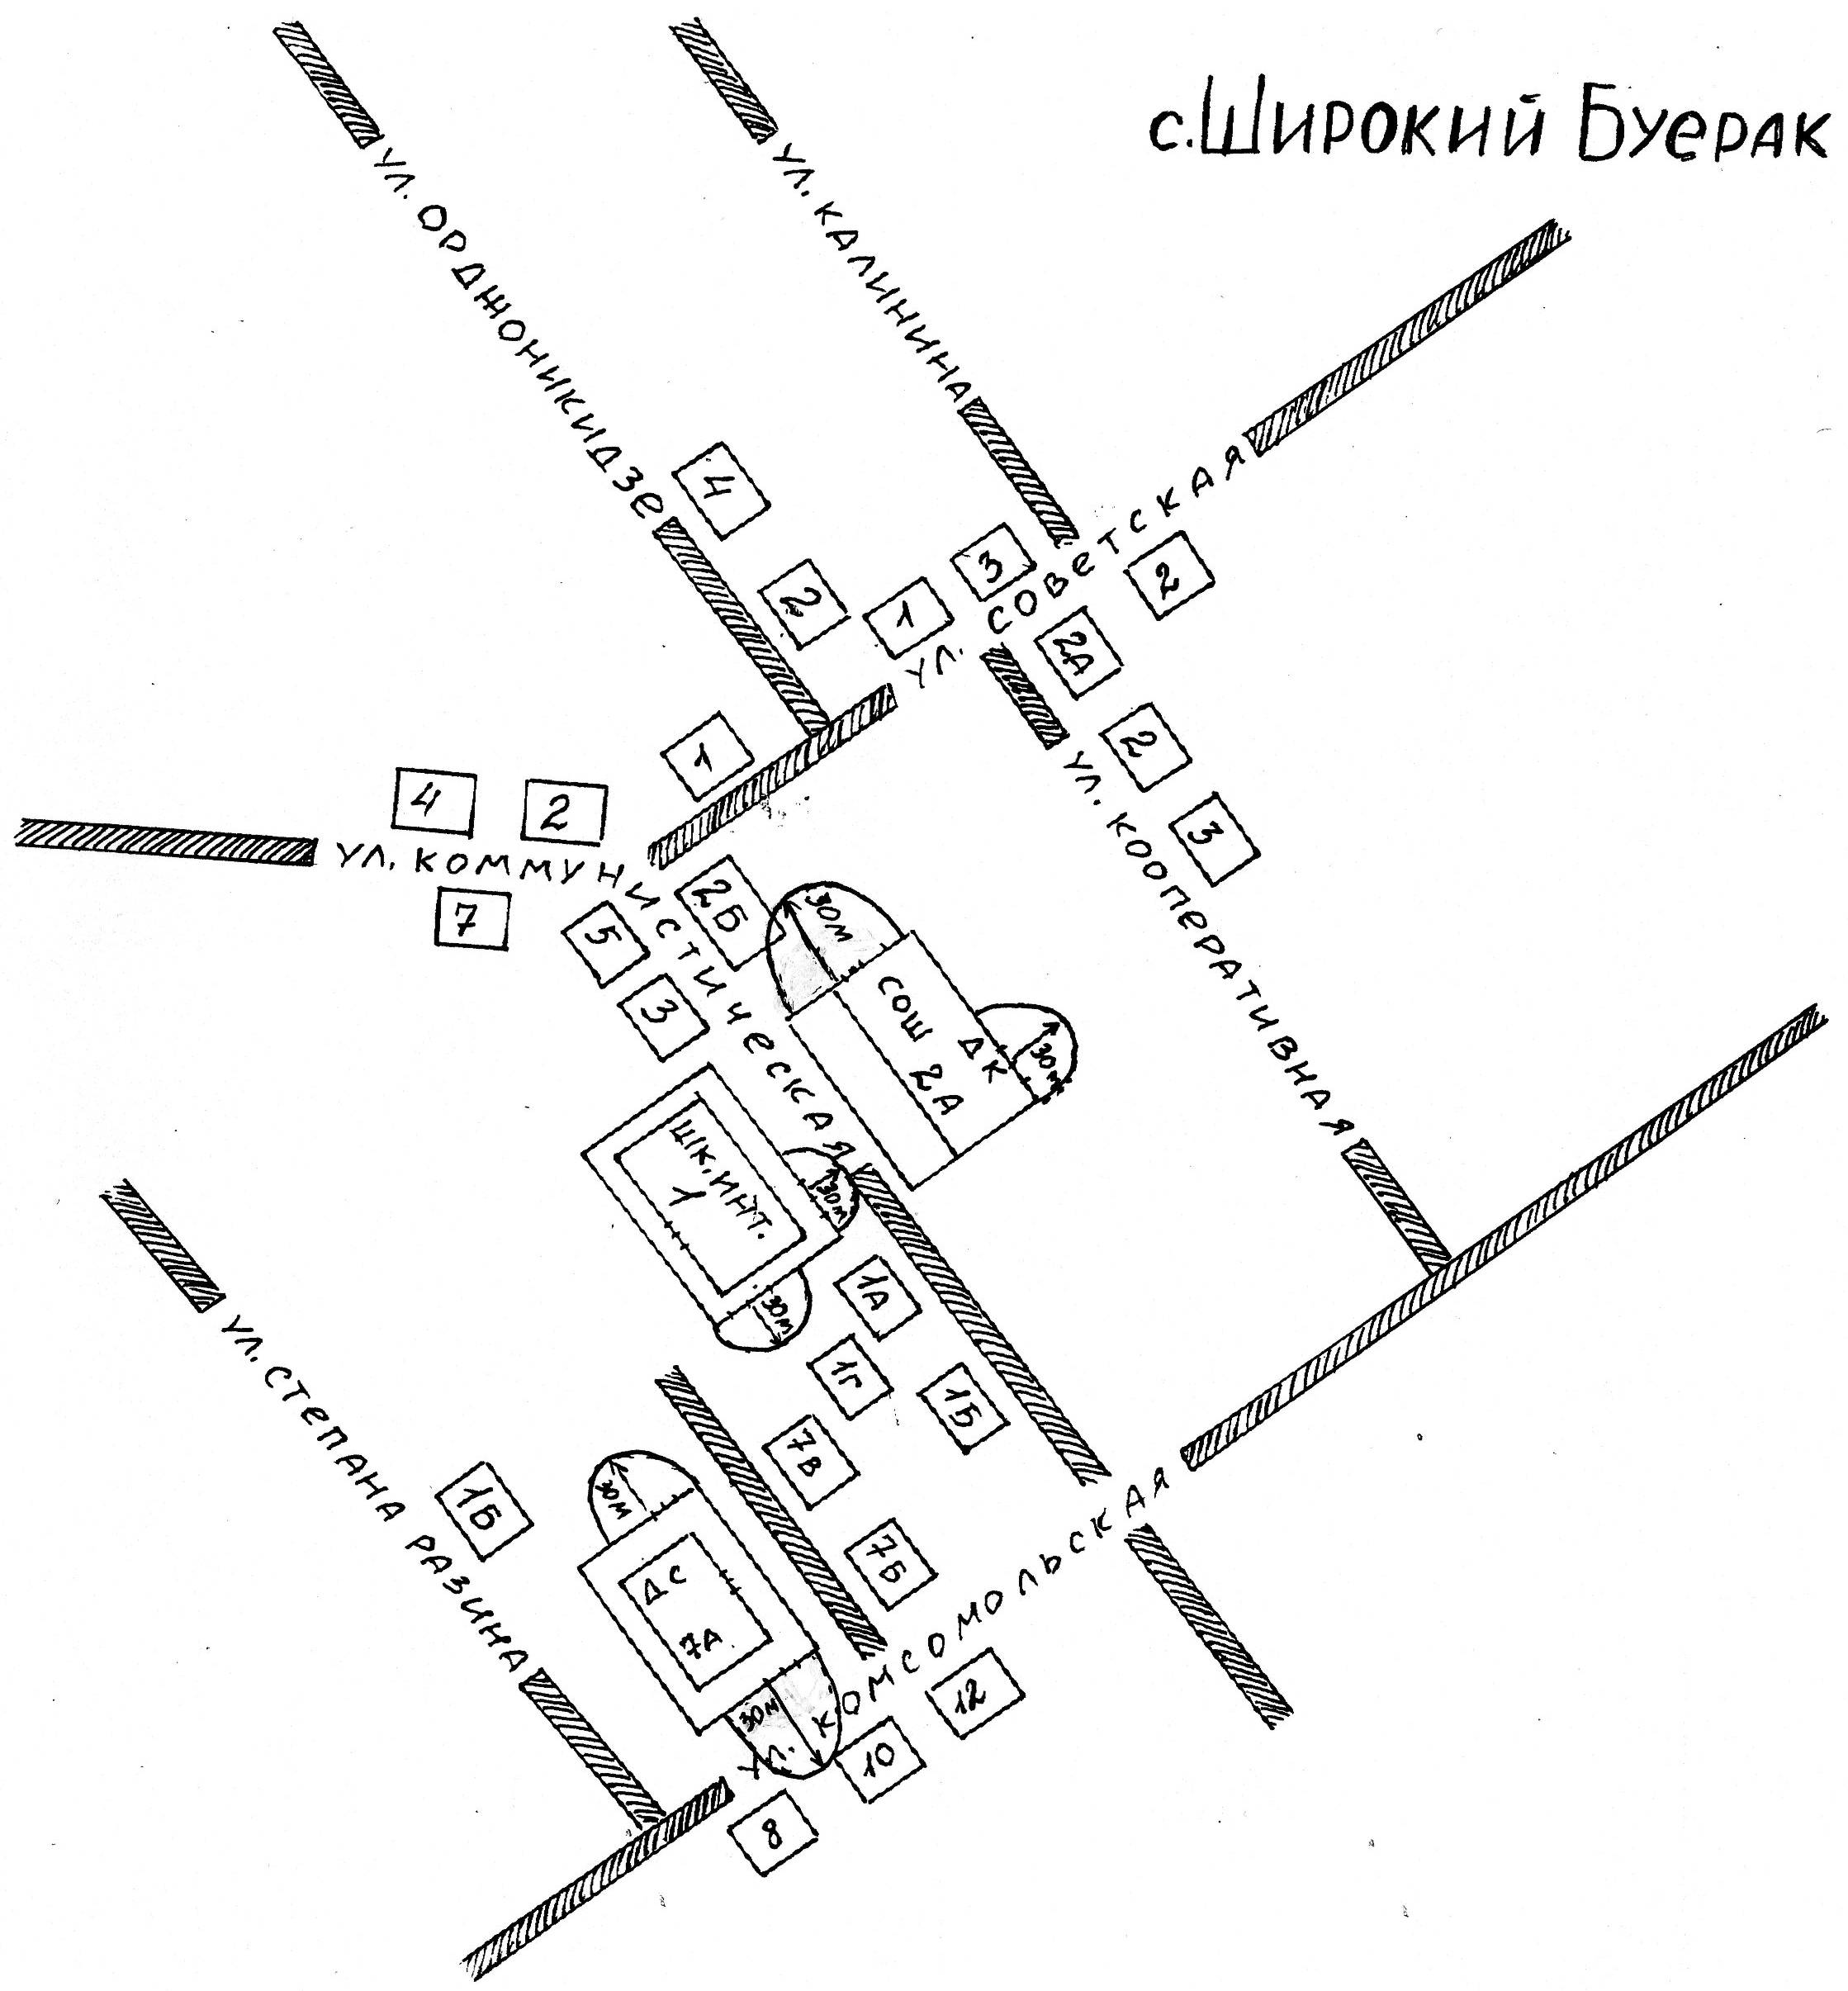 с. Широкий Буерак
ул. Орджоникидзе
ул. Калинина
ул. Советская
4
2
1
3
2
2А
2
3
1
4
2
ул. Коммунистическая
7
5
3
2Б
ул. Кооперативная
30м
СОШ
2А
ДК
30м
шк.инт.
1
30м
30м
1А
1Г
1Б
7В
7Б
ул. Степана Разина
1Б
30м
ДС
7А
30м
ул. Комсомольская
12
10
8